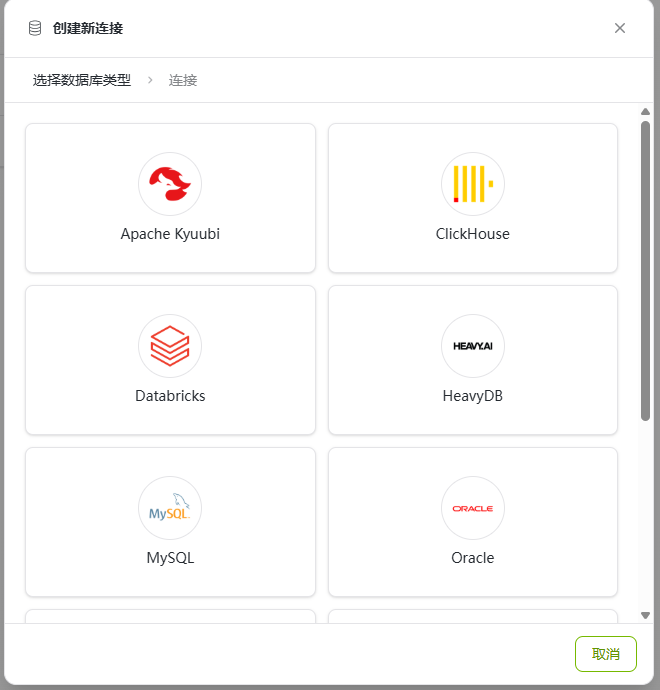 创建新连接
选择数据库类型 > 连接
Apache Kyuubi
ClickHouse
Databricks
HEAVY.AI
HeavyDB
MySQL
MySQL
ORACLE
Oracle
取消